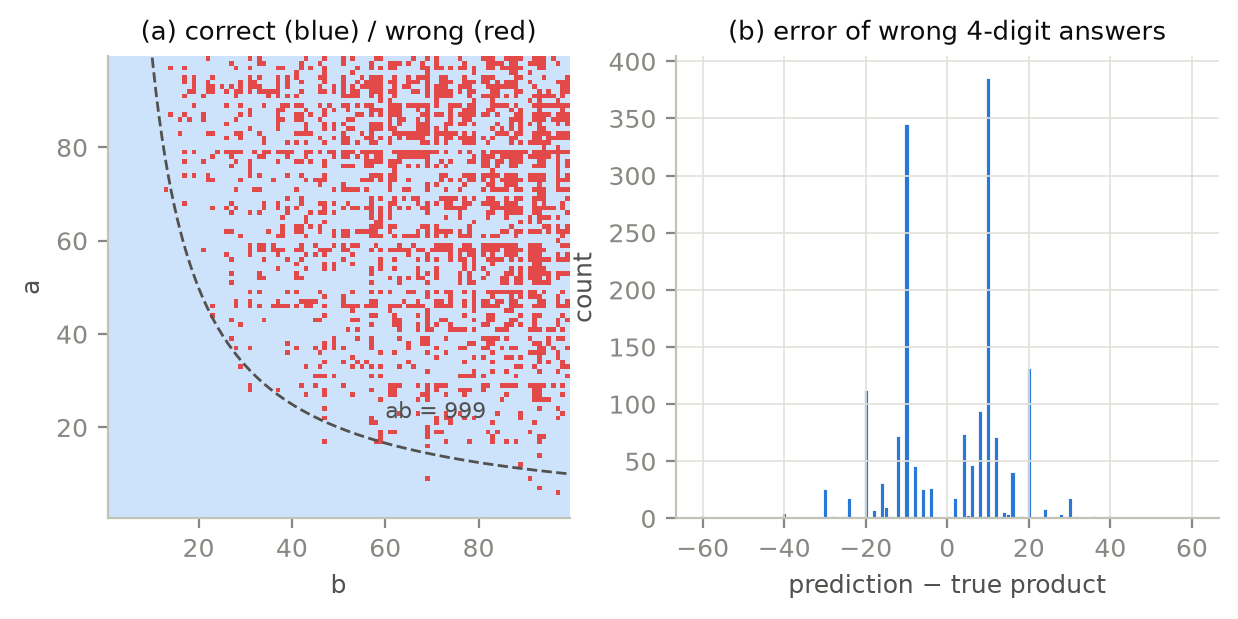 (a) correct (blue) / wrong (red)
a
80
60
40
20
ab = 999
20 40 60 80
b
(b) error of wrong 4-digit answers
count
400
350
300
250
200
150
100
50
0
−60 −40 −20 0 20 40 60
prediction − true product